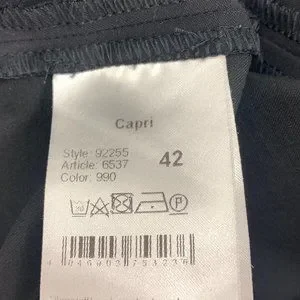 Capri
Style: 92255
Article: 6537
42
Color: 990
P